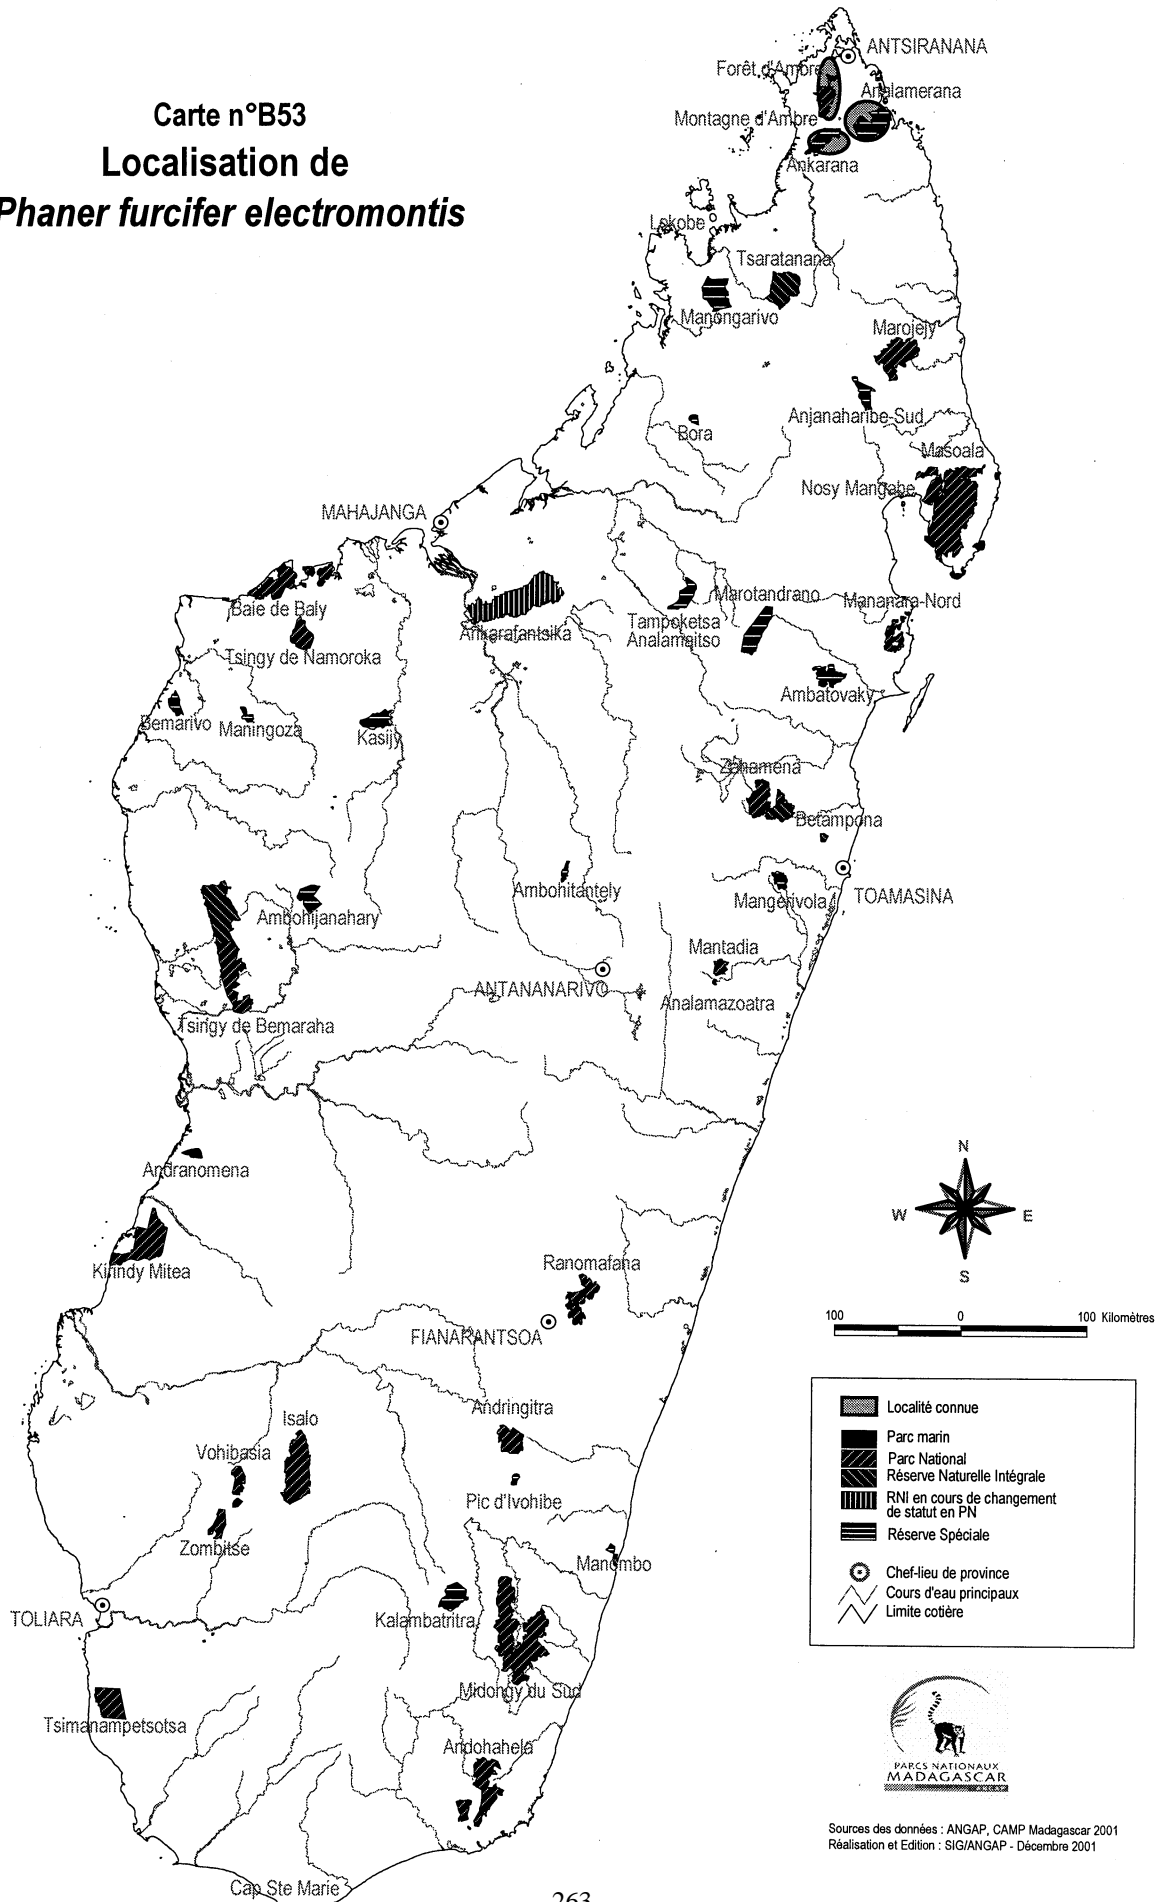 Carte n°B53
Localisation de
Phaner furcifer electromontis
ANTSIRANANA
Forêt d'Ambre
Analamerana
Montagne d'Ambre
Ankarana
Lokobe
Tsaratanana
Manongarivo
Marojejy
Anjanaharibe-Sud
Bora
Masoala
Nosy Mangabe
MAHAJANGA
Baie de Baly
Ankarafantsika
Tampoketsa
Analamaitso
Marotandrano
Mananara-Nord
Tsingy de Namoroka
Ambatovaky
Bemarivo
Maningoza
Kasijy
Zahamena
Betampona
Ambohitantely
Ambohijanahary
Mangerivola
TOAMASINA
Mantadia
ANTANANARIVO
Analamazoatra
Tsingy de Bemaraha
Andranomena
N
W
E
S
Kirindy Mitea
Ranomafana
FIANARANTSOA
100
0
100 Kilomètres
Andringitra
Isalo
Vohibasia
Pic d'Ivohibe
Zombitse
Manombo
Localité connue
Parc marin
Parc National
Réserve Naturelle Intégrale
RNI en cours de changement
de statut en PN
Réserve Spéciale
Chef-lieu de province
Cours d'eau principaux
Limite cotière
TOLIARA
Kalambatritra
Midongy du Sud
Tsimanampetsotsa
Andohahela
PARCS NATIONAUX
MADAGASCAR
ANGAP
Sources des données : ANGAP, CAMP Madagascar 2001
Réalisation et Edition : SIG/ANGAP - Décembre 2001
Cap Ste Marie
263